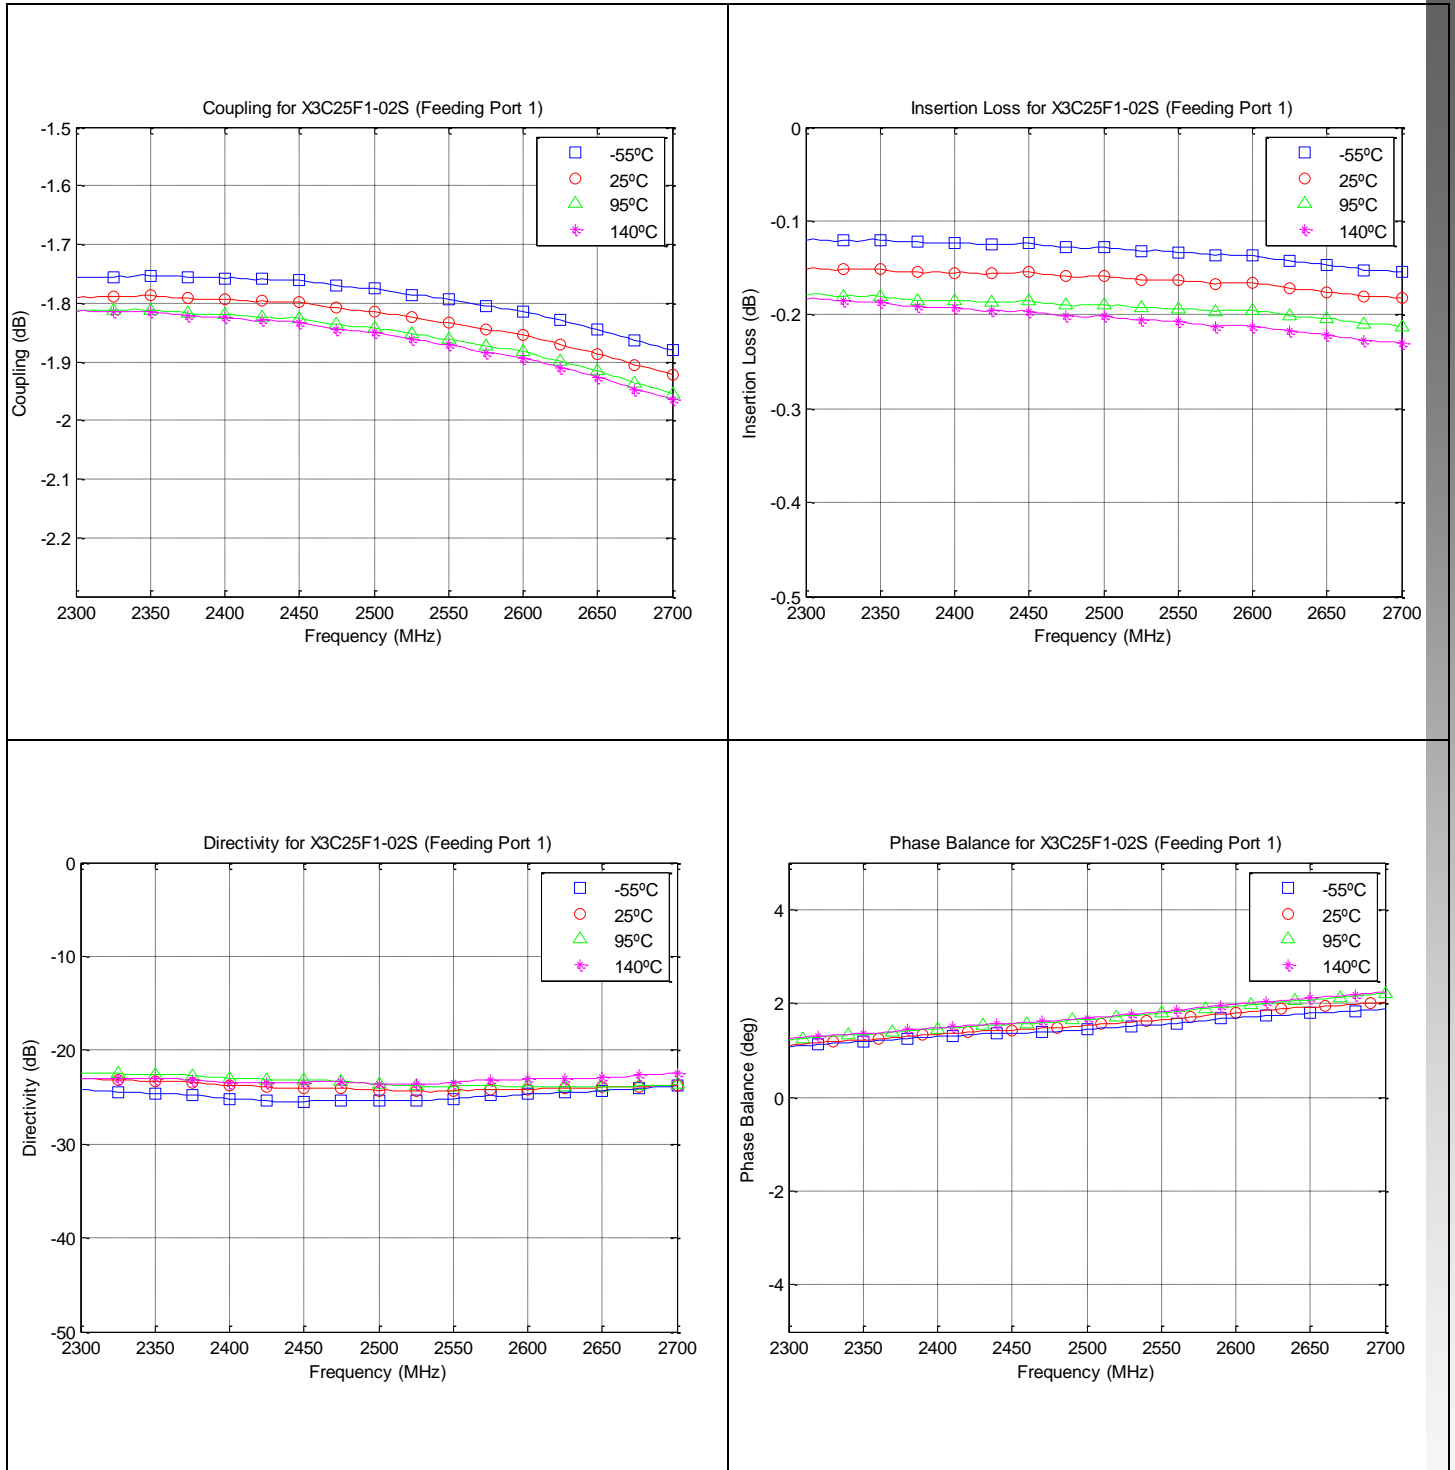 Coupling for X3C25F1-02S (Feeding Port 1)
-1.5
-1.6
-1.7
-1.8
-1.9
-2
-2.1
-2.2
Coupling (dB)
-55ºC
25ºC
95ºC
140ºC
2300 2350 2400 2450 2500 2550 2600 2650 2700
Frequency (MHz)
Insertion Loss for X3C25F1-02S (Feeding Port 1)
0
-0.1
-0.2
-0.3
-0.4
-0.5
Insertion Loss (dB)
-55ºC
25ºC
95ºC
140ºC
2300 2350 2400 2450 2500 2550 2600 2650 2700
Frequency (MHz)
Directivity for X3C25F1-02S (Feeding Port 1)
0
-10
-20
-30
-40
-50
Directivity (dB)
-55ºC
25ºC
95ºC
140ºC
2300 2350 2400 2450 2500 2550 2600 2650 2700
Frequency (MHz)
Phase Balance for X3C25F1-02S (Feeding Port 1)
4
2
0
-2
-4
Phase Balance (deg)
-55ºC
25ºC
95ºC
140ºC
2300 2350 2400 2450 2500 2550 2600 2650 2700
Frequency (MHz)